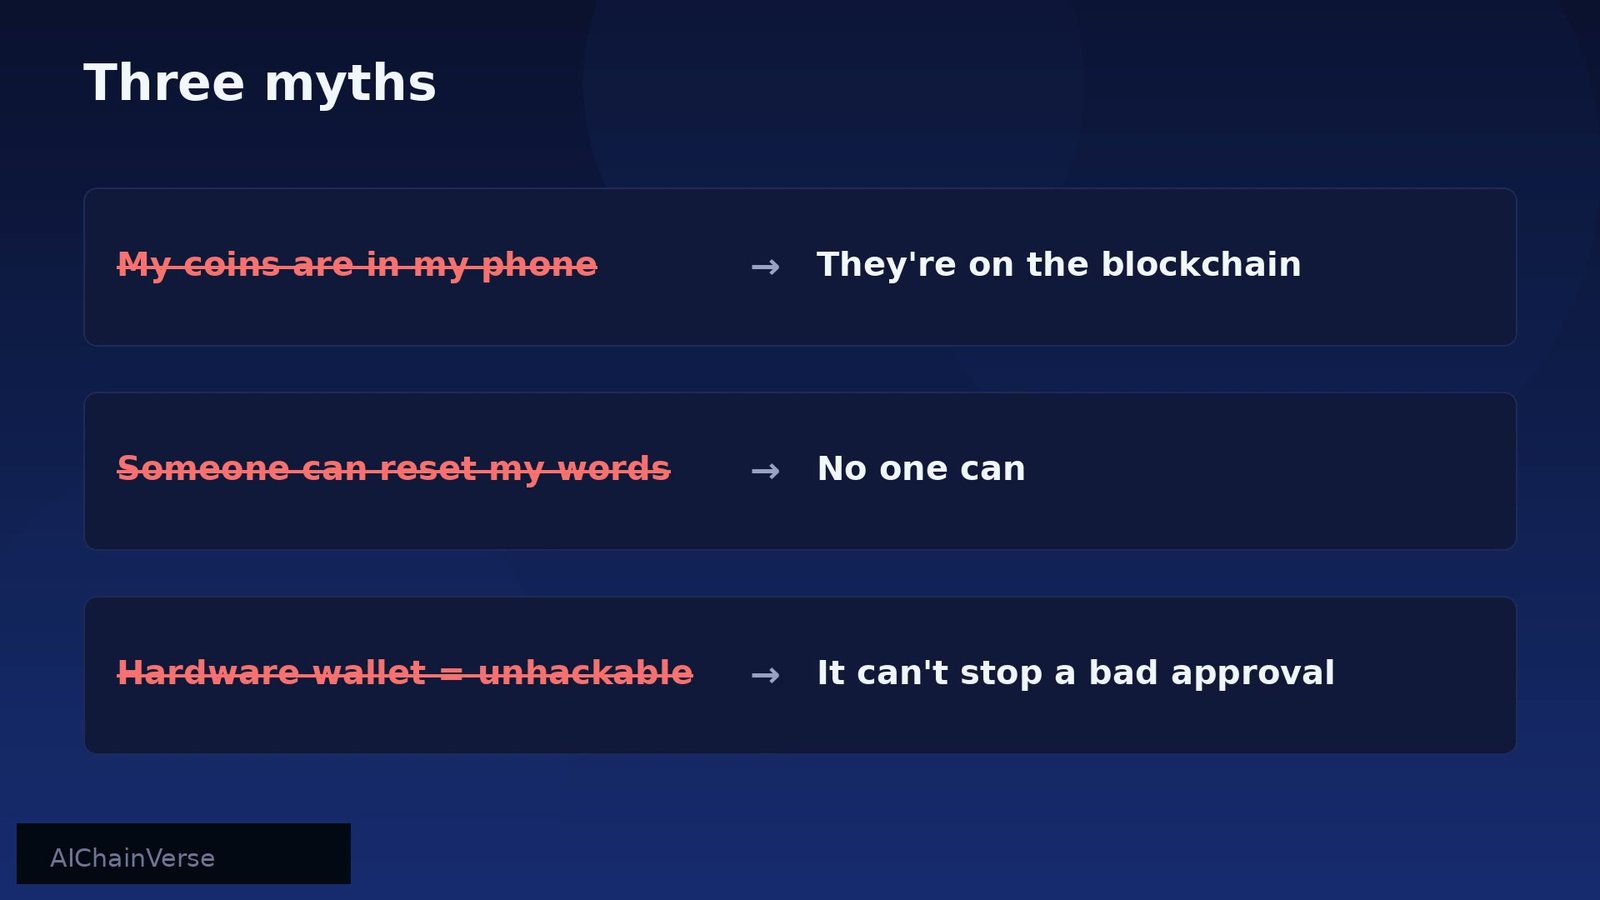 Three myths
My coins are in my phone → They're on the blockchain
Someone can reset my words → No one can
Hardware wallet = unhackable → It can't stop a bad approval
AIChainVerse